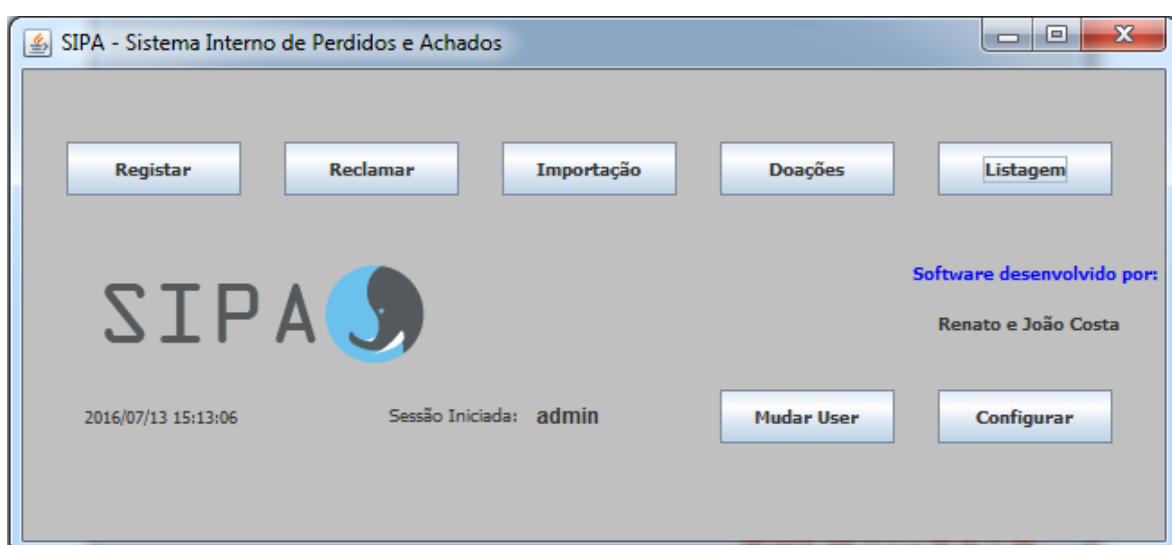 SIPA - Sistema Interno de Perdidos e Achados
Registar
Reclamar
Importação
Doações
Listagem
SIPA
Software desenvolvido por:
Renato e João Costa
2016/07/13 15:13:06
Sessão Iniciada: admin
Mudar User
Configurar